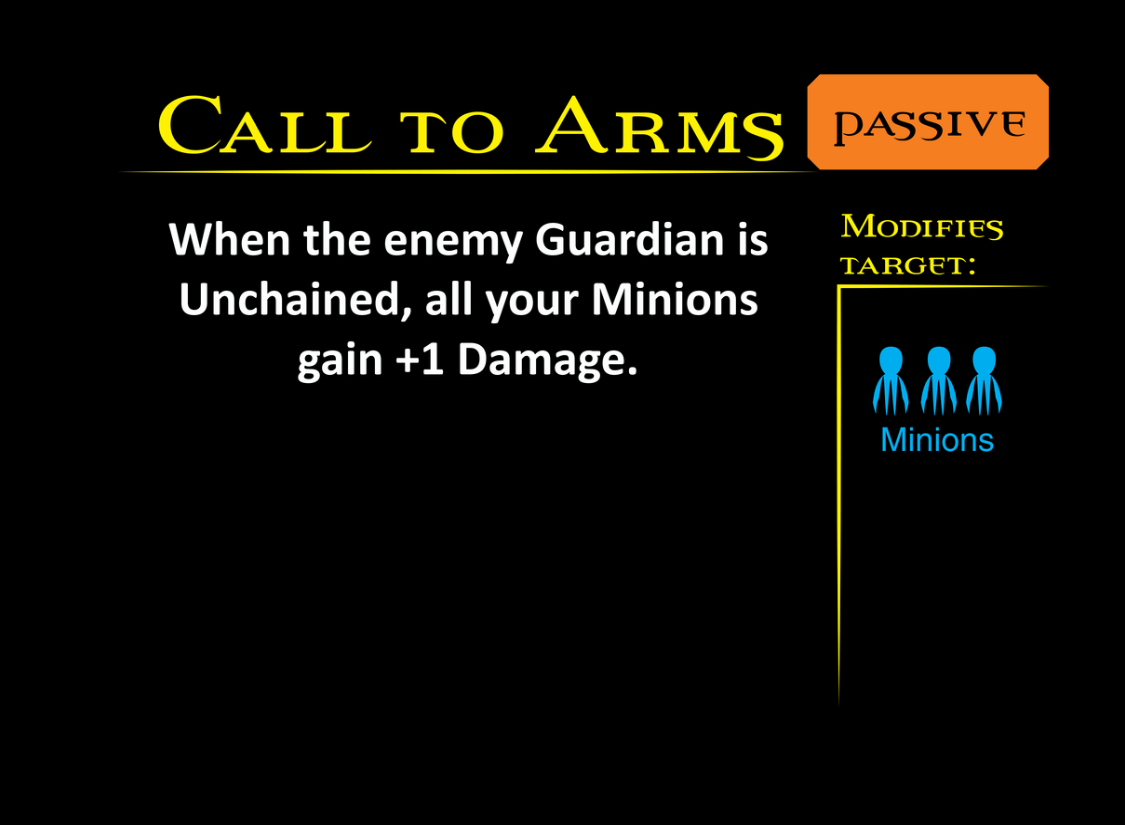 Call to Arms
passive
When the enemy Guardian is
Unchained, all your Minions
gain +1 Damage.
Modifies
target:
Minions